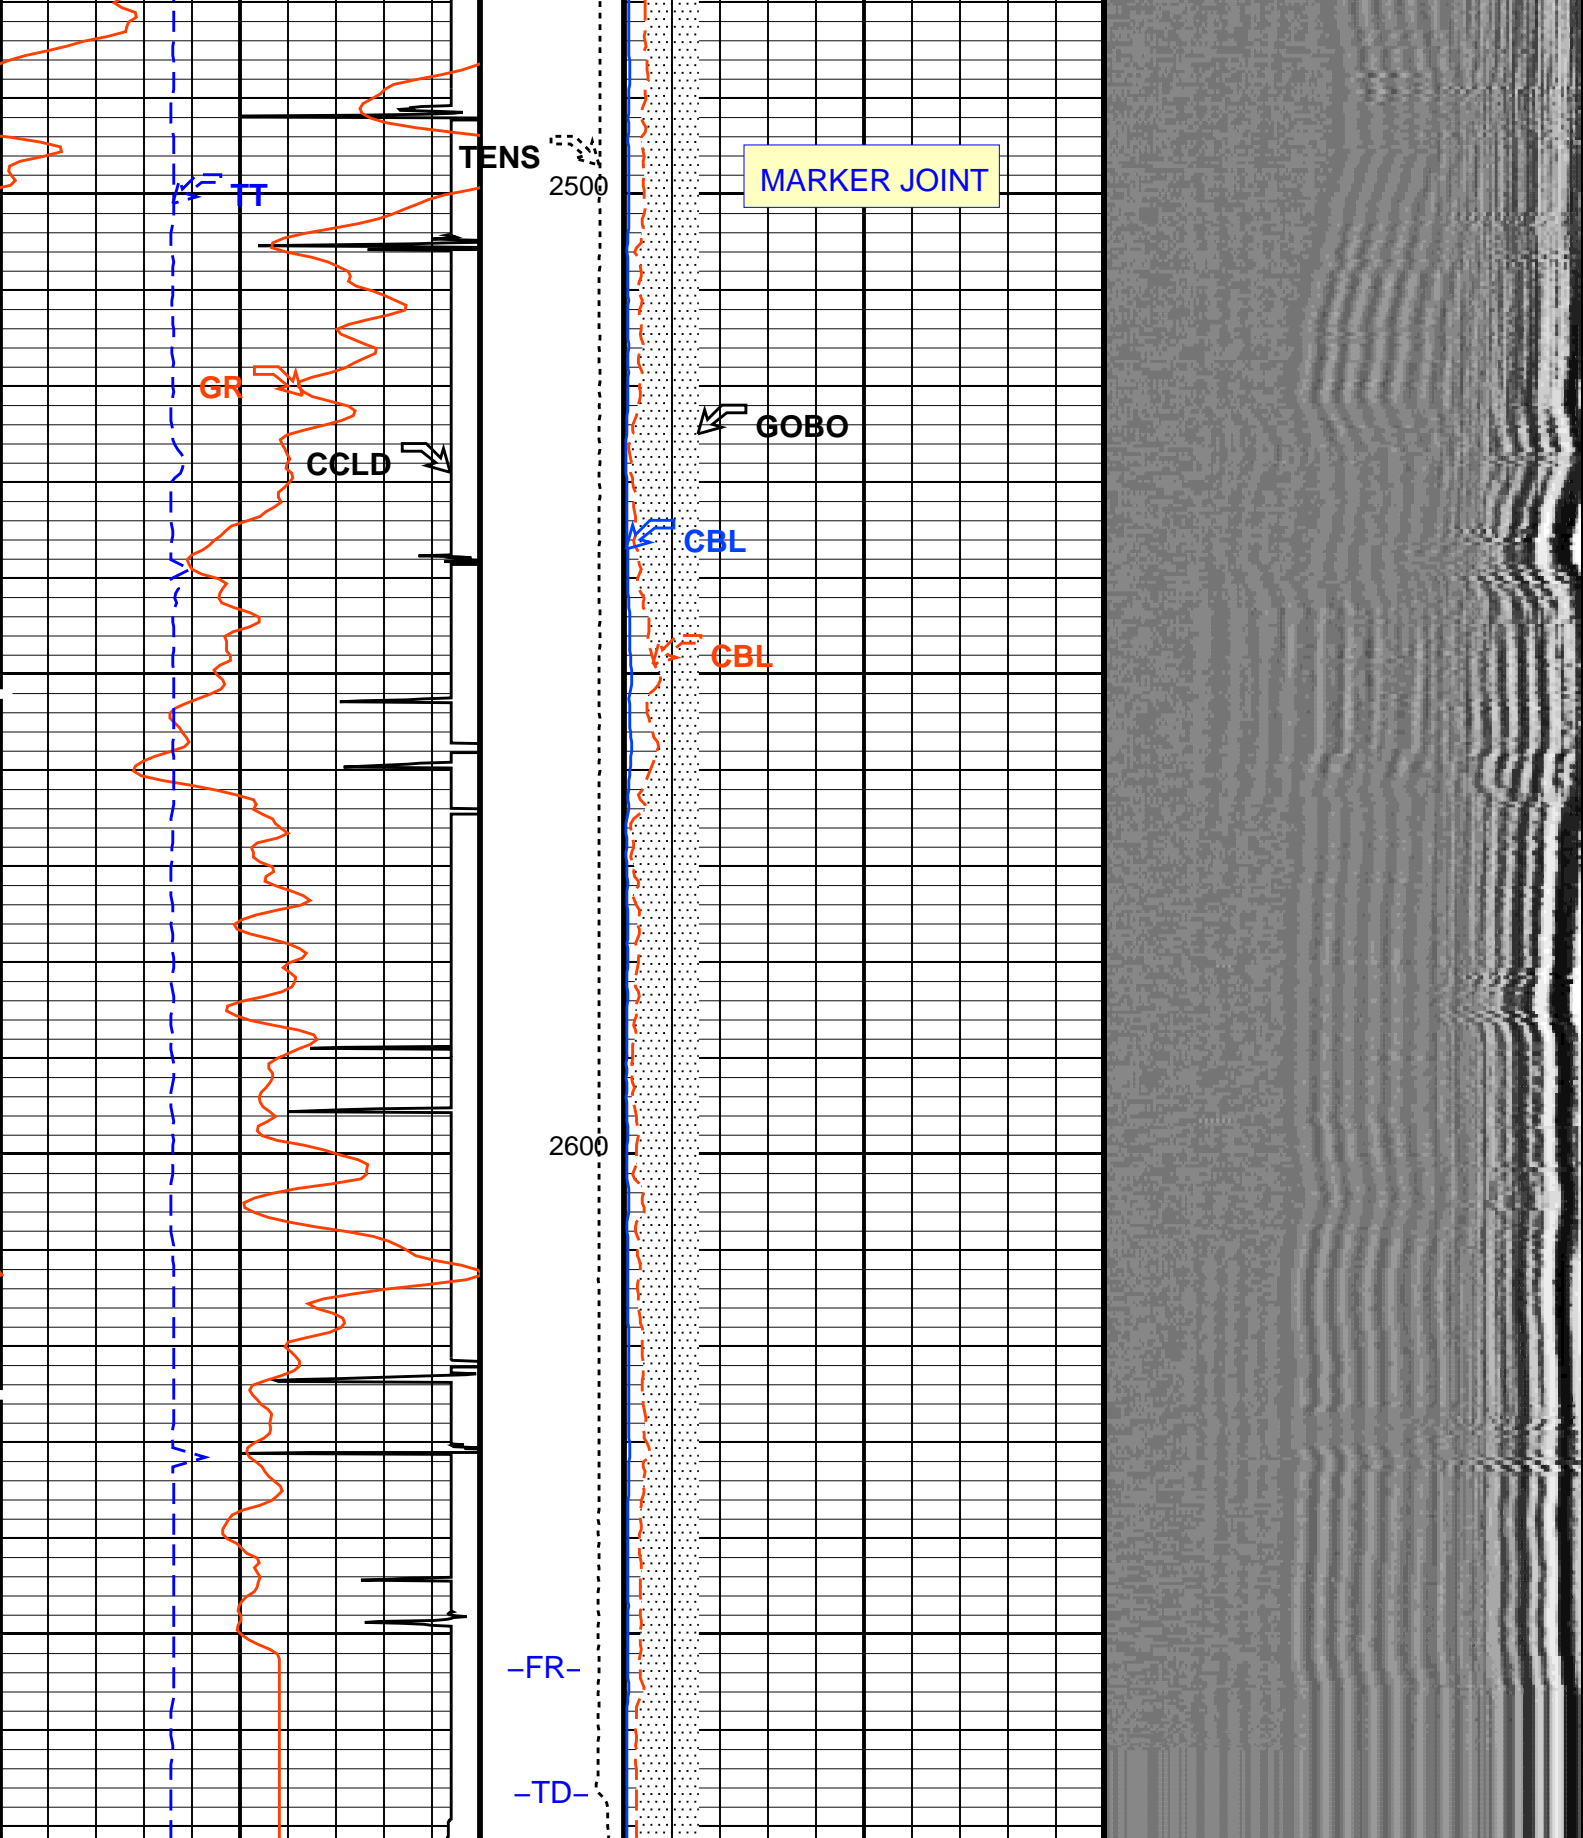 TENS
2500
MARKER JOINT
TT
GR
GOBO
CCLD
CBL
CBL
2600
–FR–
–TD–